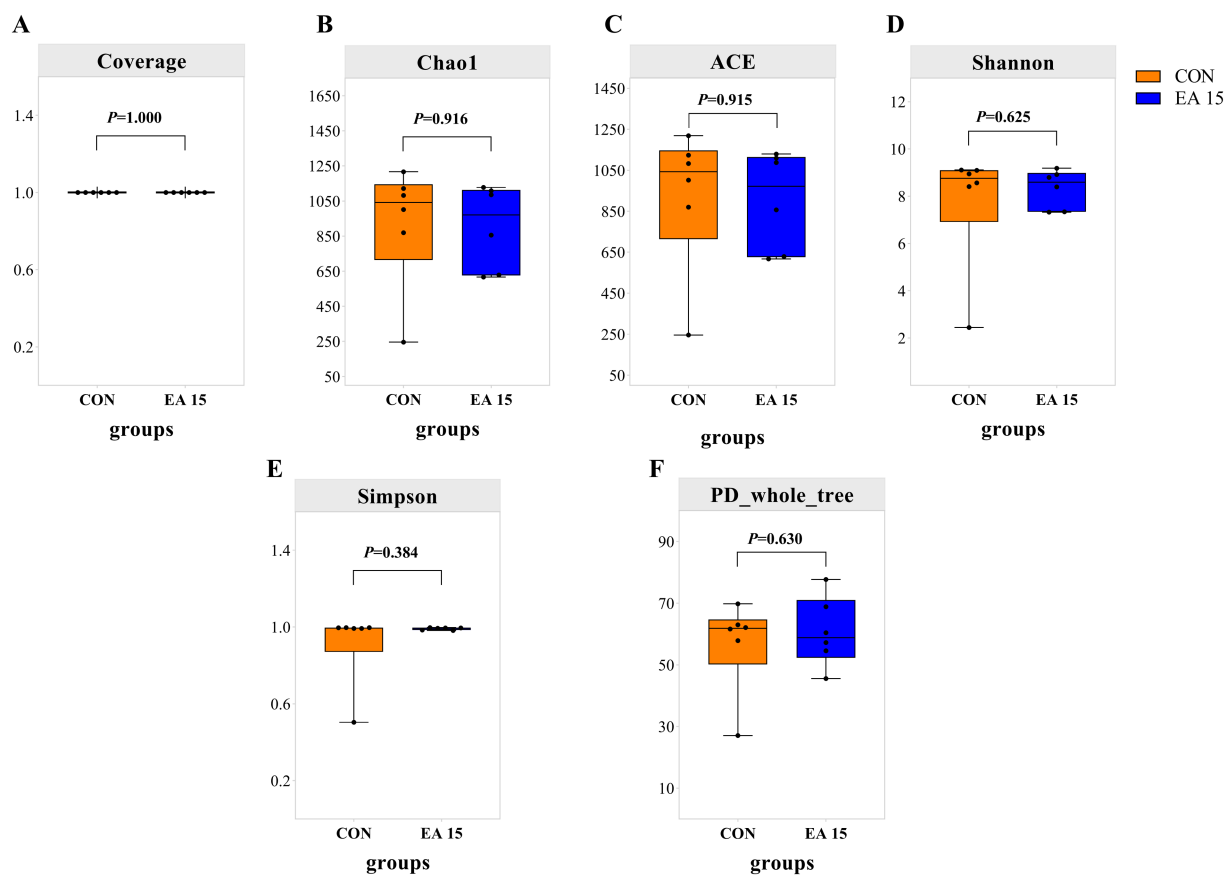 A
Coverage
P=1.000
1.4
1.0
0.6
0.2
CON EA 15
groups
B
Chao1
P=0.916
1650
1450
1250
1050
850
650
450
250
50
CON EA 15
groups
C
ACE
P=0.915
1450
1250
1050
850
650
450
250
50
CON EA 15
groups
D
Shannon
P=0.625
12
10
8
6
4
2
CON EA 15
groups
CON
EA 15
E
Simpson
P=0.384
1.4
1.0
0.6
0.2
CON EA 15
groups
F
PD_whole_tree
P=0.630
90
70
50
30
10
CON EA 15
groups